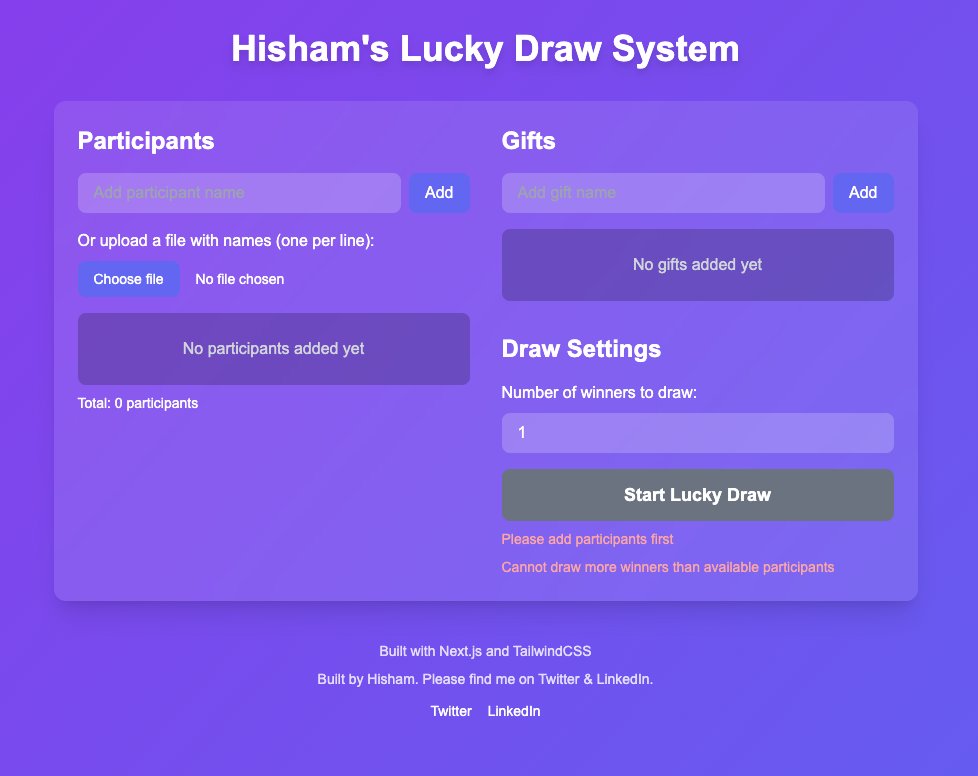 Hisham's Lucky Draw System
Participants
Add participant name
Add
Or upload a file with names (one per line):
Choose file
No file chosen
No participants added yet
Total: 0 participants
Gifts
Add gift name
Add
No gifts added yet
Draw Settings
Number of winners to draw:
1
Start Lucky Draw
Please add participants first
Cannot draw more winners than available participants
Built with Next.js and TailwindCSS
Built by Hisham. Please find me on Twitter & LinkedIn.
Twitter LinkedIn